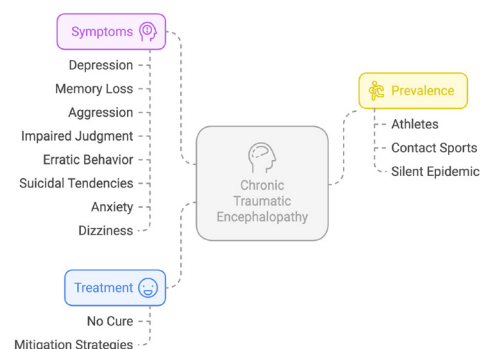 Symptoms
Depression
Memory Loss
Aggression
Impaired Judgment
Erratic Behavior
Suicidal Tendencies
Anxiety
Dizziness
Treatment
No Cure
Mitigation Strategies
Chronic
Traumatic
Encephalopathy
Prevalence
Athletes
Contact Sports
Silent Epidemic